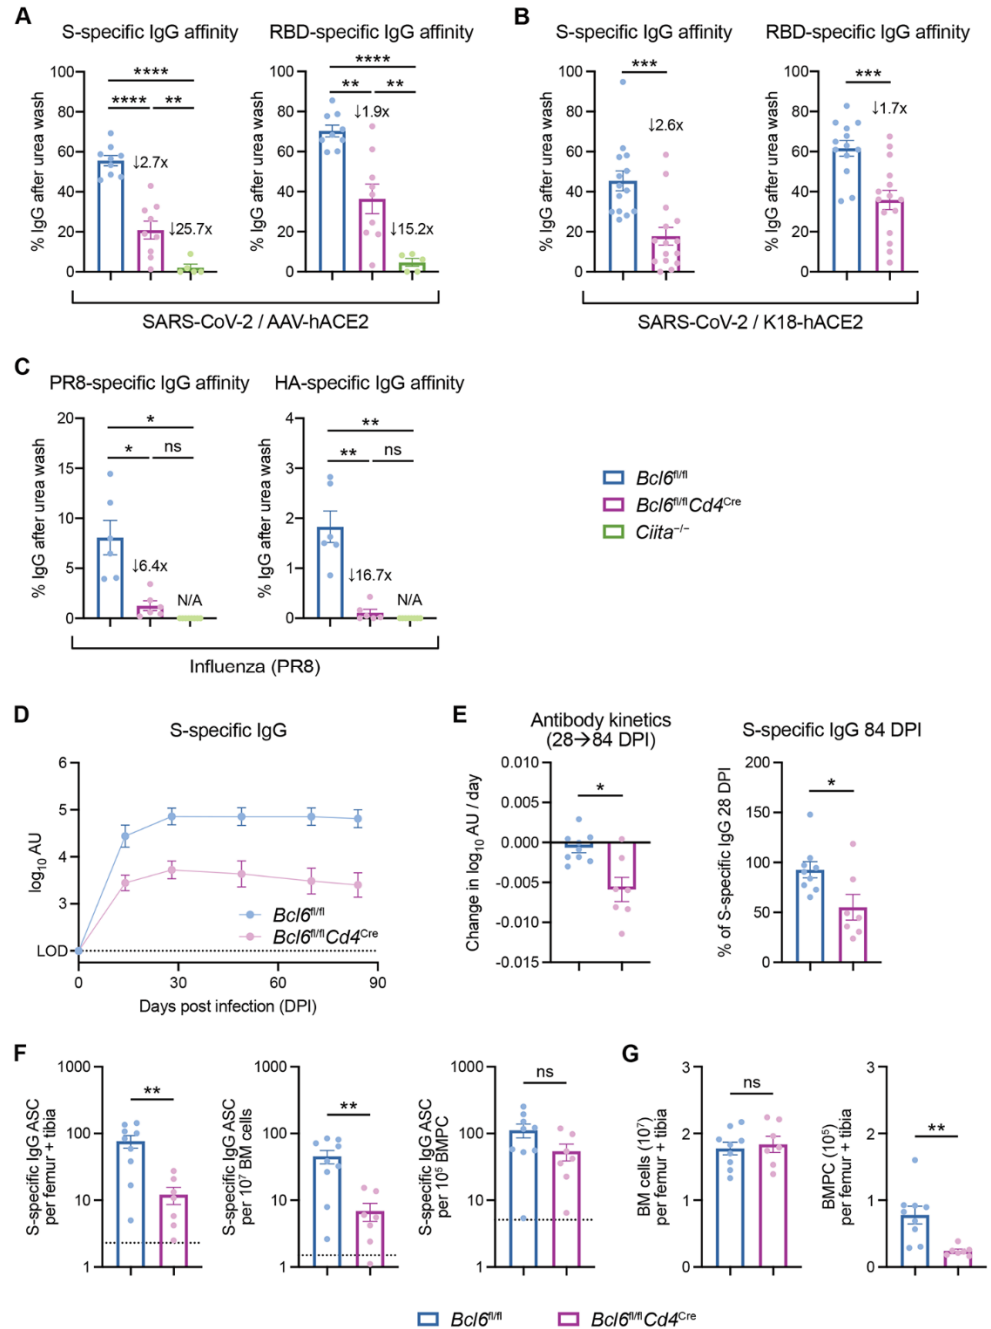 A
S-specific IgG affinity
RBD-specific IgG affinity
% IgG after urea wash
100
80
60
40
20
0
****
****
**
↓2.7x
↓25.7x
% IgG after urea wash
100
80
60
40
20
0
****
**
**
↓1.9x
↓15.2x
SARS-CoV-2 / AAV-hACE2
B
S-specific IgG affinity
RBD-specific IgG affinity
% IgG after urea wash
100
80
60
40
20
0
***
↓2.6x
% IgG after urea wash
100
80
60
40
20
0
***
↓1.7x
SARS-CoV-2 / K18-hACE2
C
PR8-specific IgG affinity
HA-specific IgG affinity
% IgG after urea wash
20
15
10
5
0
*
*
ns
↓6.4x
N/A
% IgG after urea wash
4
3
2
1
0
**
**
ns
↓16.7x
N/A
Influenza (PR8)
Bcl6fl/fl
Bcl6fl/flCd4Cre
Ciita−/−
D
S-specific IgG
log10 AU
6
5
4
3
LOD
0
30
60
90
Days post infection (DPI)
Bcl6fl/fl
Bcl6fl/flCd4Cre
E
Antibody kinetics
(28→84 DPI)
Change in log10 AU / day
0.010
0.005
0.000
-0.005
-0.010
-0.015
*
S-specific IgG 84 DPI
% of S-specific IgG 28 DPI
200
150
100
50
0
*
F
S-specific IgG ASC
per femur + tibia
1000
100
10
1
**
S-specific IgG ASC
per 10⁷ BM cells
1000
100
10
1
**
S-specific IgG ASC
per 10⁵ BMPC
1000
100
10
1
ns
G
BM cells (10⁷)
per femur + tibia
3
2
1
0
ns
BMPC (10⁵)
per femur + tibia
3
2
1
0
**
Bcl6fl/fl
Bcl6fl/flCd4Cre